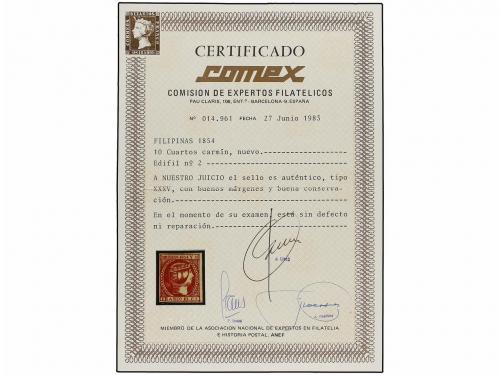 CERTIFICADO
comex
COMISION DE EXPERTOS FILATELICOS
PAU CLARIS, 106, ENT.º - BARCELONA-9. ESPAÑA
Nº 014.961 FECHA 27 Junio 1983
FILIPINAS 1854
10 Cuartos carmín, nuevo.
Edifil nº 2
A NUESTRO JUICIO el sello es auténtico, tipo
XXXV, con buenos márgenes y buena conserva-
ción.
En el momento de su examen, está sin defecto
ni reparación.
MIEMBRO DE LA ASOCIACION NACIONAL DE EXPERTOS EN FILATELIA
E HISTORIA POSTAL, ANEF.